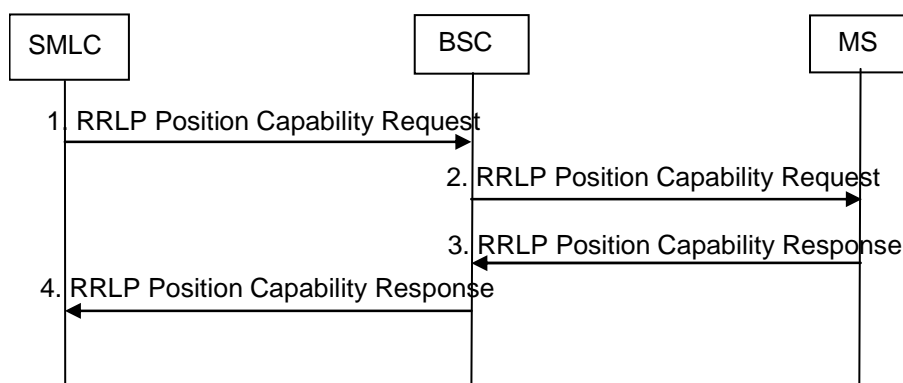 SMLC
BSC
MS
1. RRLP Position Capability Request
2. RRLP Position Capability Request
3. RRLP Position Capability Response
4. RRLP Position Capability Response